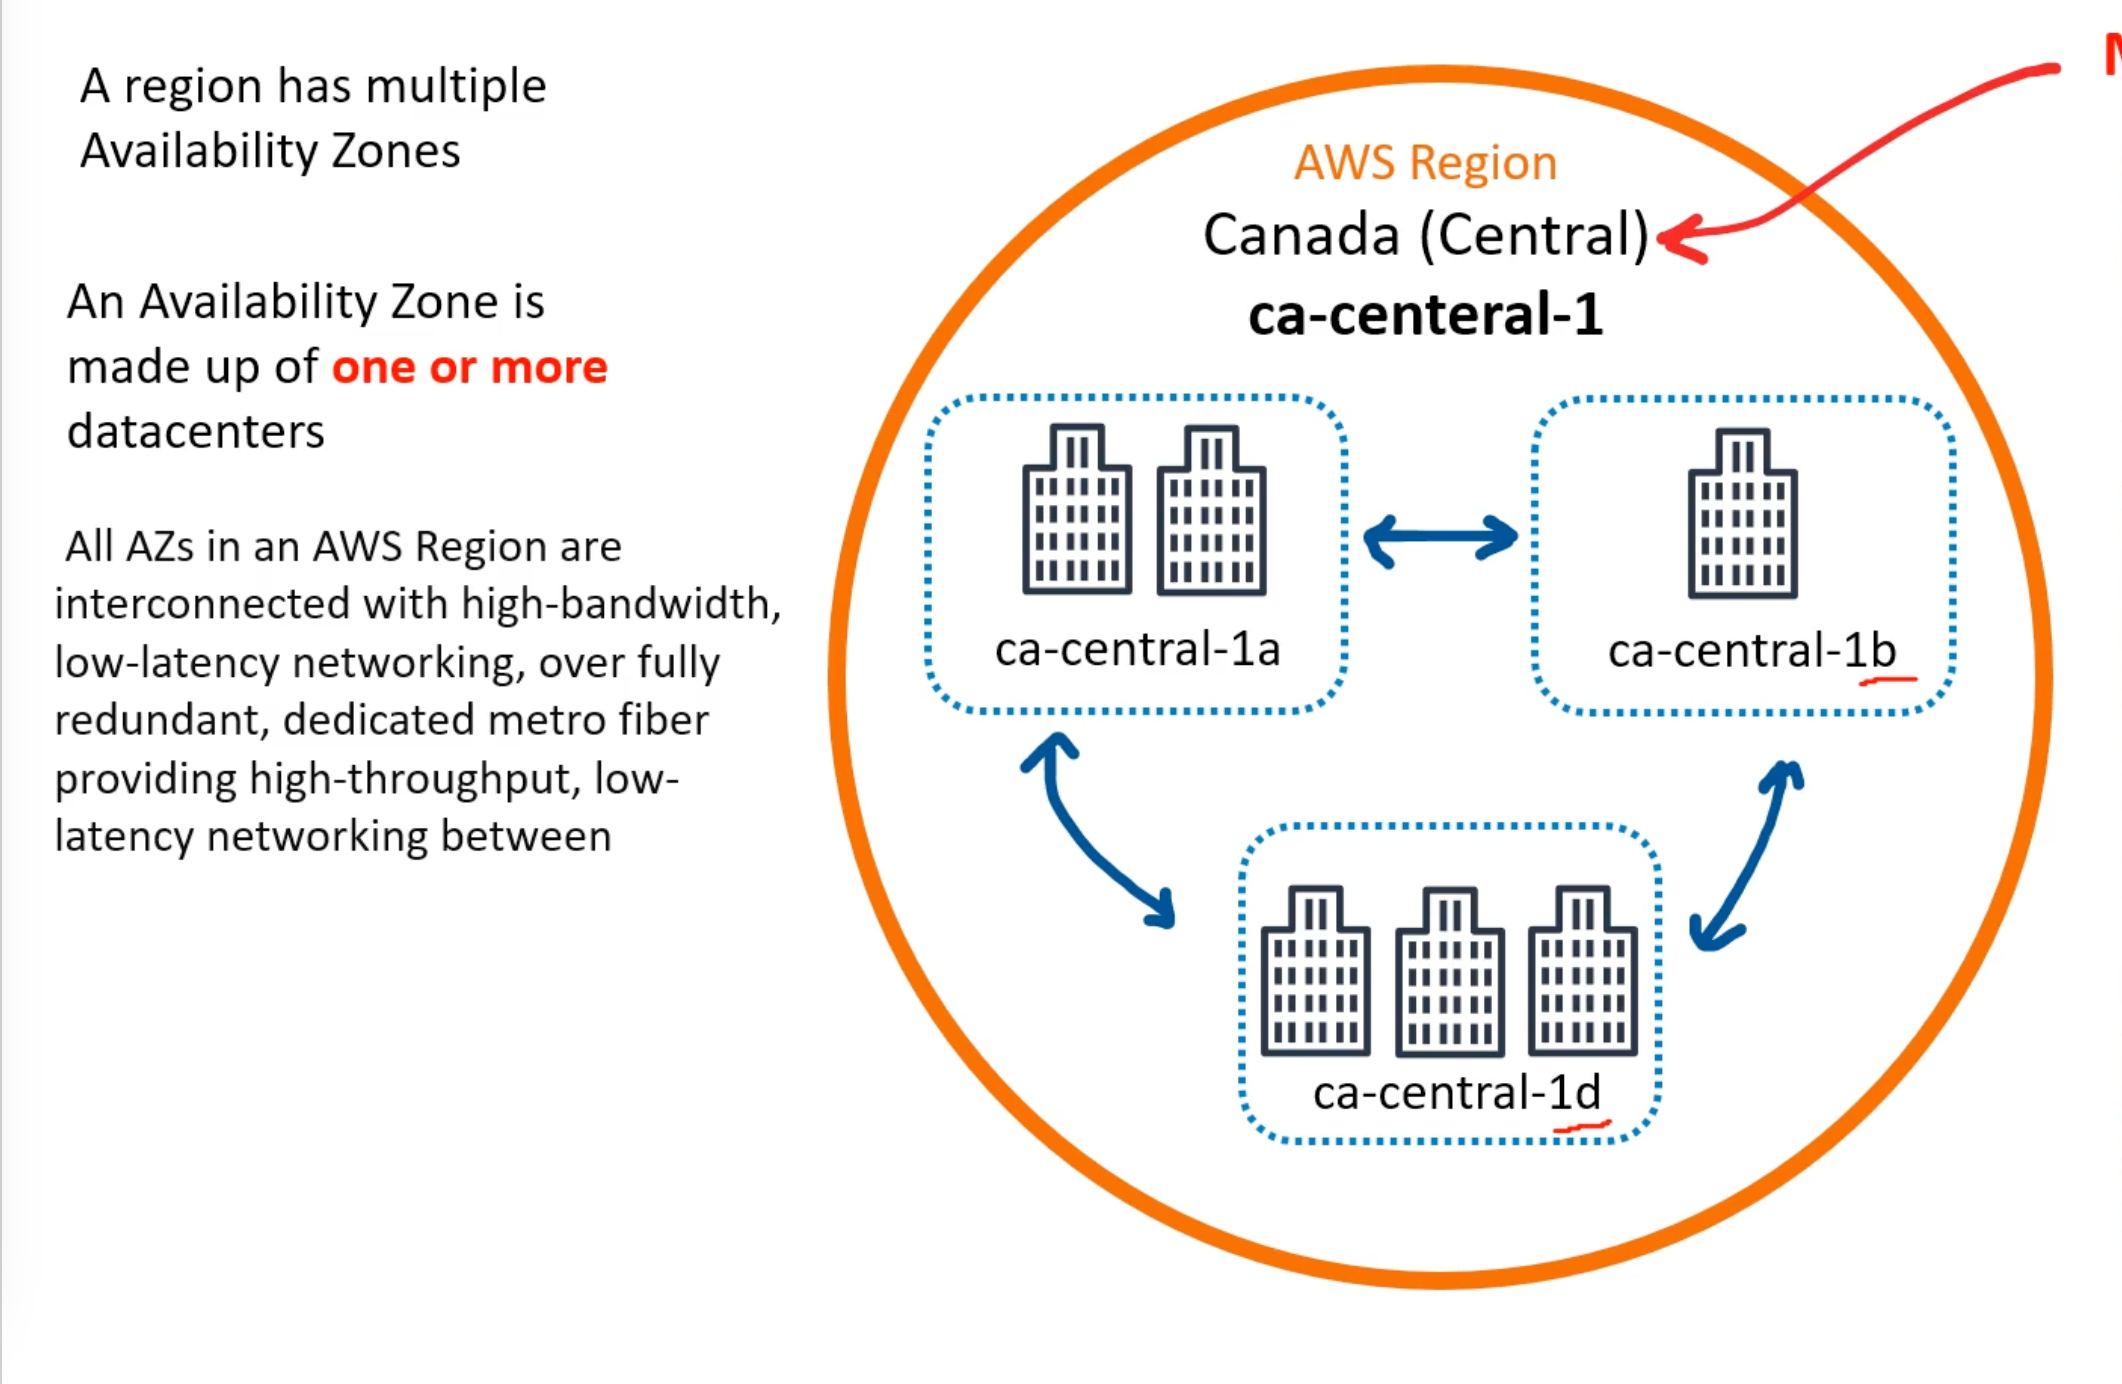 A region has multiple
Availability Zones
An Availability Zone is
made up of one or more
datacenters
All AZs in an AWS Region are
interconnected with high-bandwidth,
low-latency networking, over fully
redundant, dedicated metro fiber
providing high-throughput, low-
latency networking between
AWS Region
Canada (Central)
ca-centeral-1
ca-central-1a
ca-central-1b
ca-central-1d